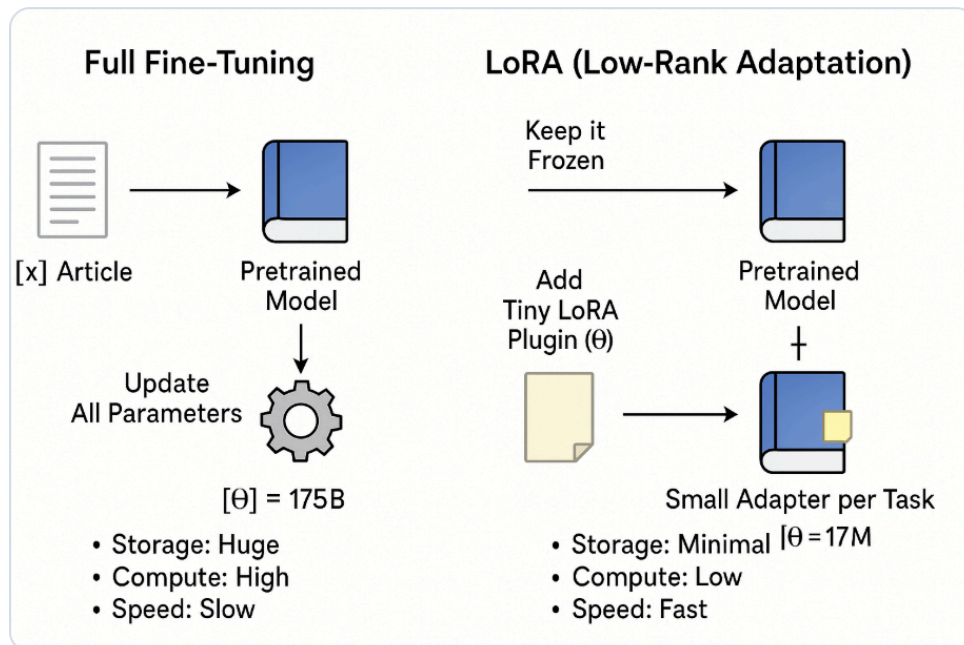 Full Fine-Tuning
[x] Article
Pretrained
Model
Update
All Parameters
[Θ] = 175B
• Storage: Huge
• Compute: High
• Speed: Slow
LoRA (Low-Rank Adaptation)
Keep it
Frozen
Pretrained
Model
Add
Tiny LoRA
Plugin (Θ)
Small Adapter per Task
[Θ = 17M
• Storage: Minimal
• Compute: Low
• Speed: Fast